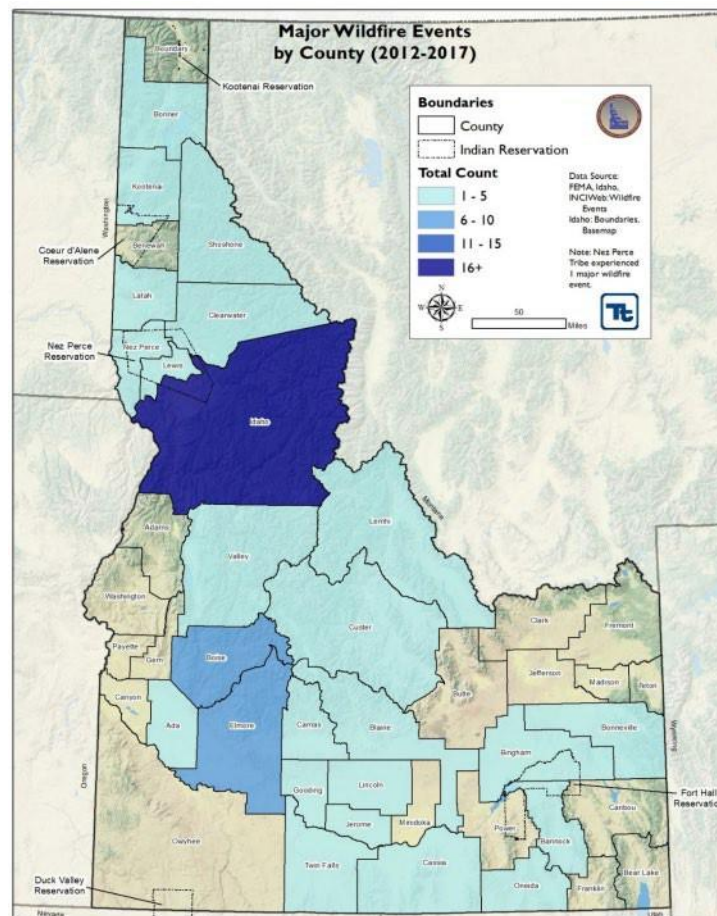 Major Wildfire Events
by County (2012-2017)
Boundaries
County
Indian Reservation
Total Count
1 - 5
6 - 10
11 - 15
16+
Data Source:
FEMA, Idaho,
INCIWeb: Wildfire
Events
Idaho: Boundaries,
Basemap
Note: Nez Perce
Tribe experienced
1 major wildfire
event.
N
W
E
S
50
Miles
Tt
Boundary
Kootenai Reservation
Bonner
Kootenai
Washington
Coeur d'Alene
Reservation
Benewah
Shoshone
Latah
Clearwater
Nez Perce
Reservation
Nez Perce
Lewis
Idaho
Montana
Adams
Valley
Lemhi
Washington
Custer
Clark
Fremont
Payette
Gem
Boise
Butte
Jefferson
Madison
Teton
Canyon
Ada
Elmore
Camas
Blaine
Bonneville
Bingham
Wyoming
Oregon
Gooding
Lincoln
Fort Hall
Reservation
Jerome
Minidoka
Power
Caribou
Bannock
Owyhee
Twin Falls
Cassia
Oneida
Franklin
Bear Lake
Duck Valley
Reservation
Nevada
Utah